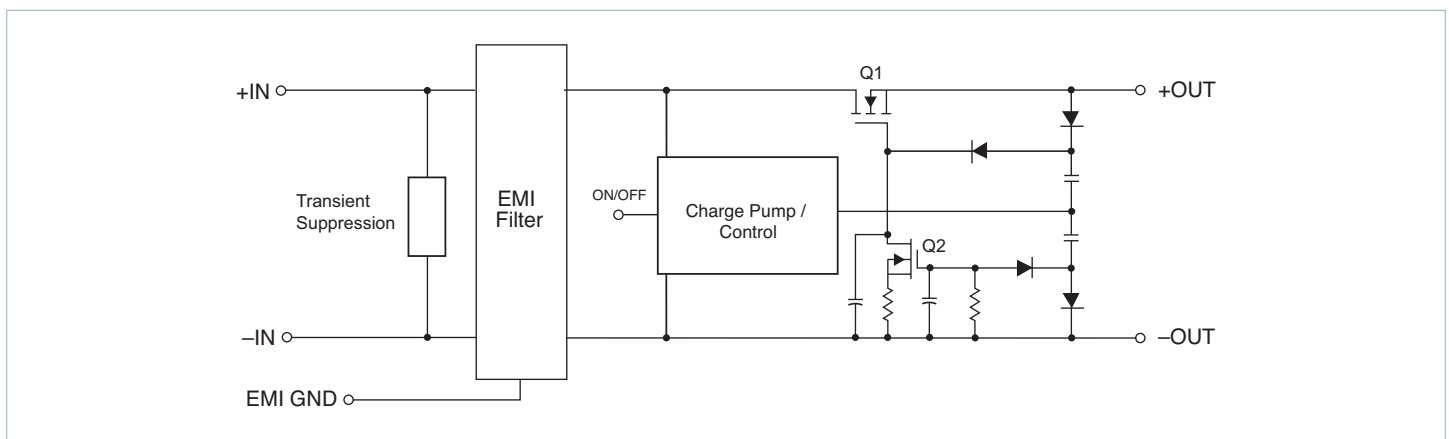 +IN
Transient
Suppression
–IN
EMI GND
EMI
Filter
ON/OFF
Charge Pump /
Control
Q1
Q2
+OUT
–OUT